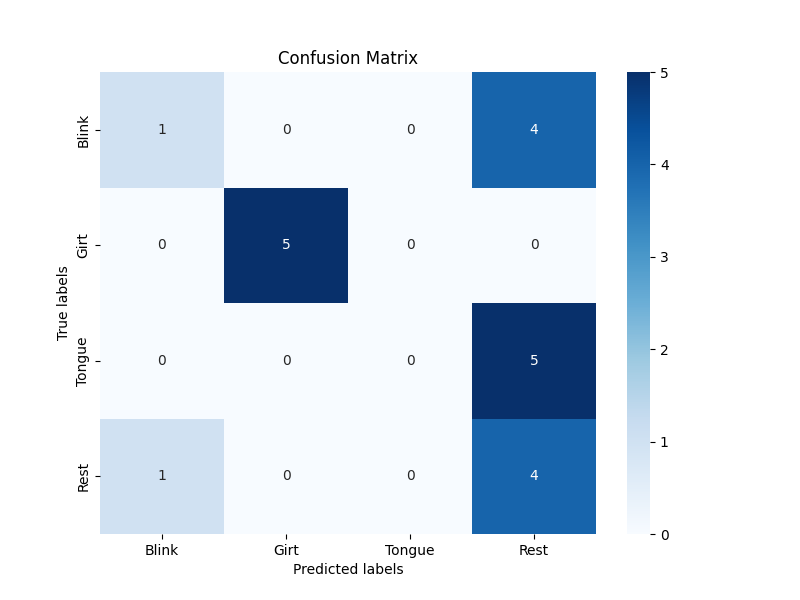 Confusion Matrix
True labels
Blink
1 0 0 4
Girt
0 5 0 0
Tongue
0 0 0 5
Rest
1 0 0 4
Blink Girt Tongue Rest
Predicted labels
5
4
3
2
1
0